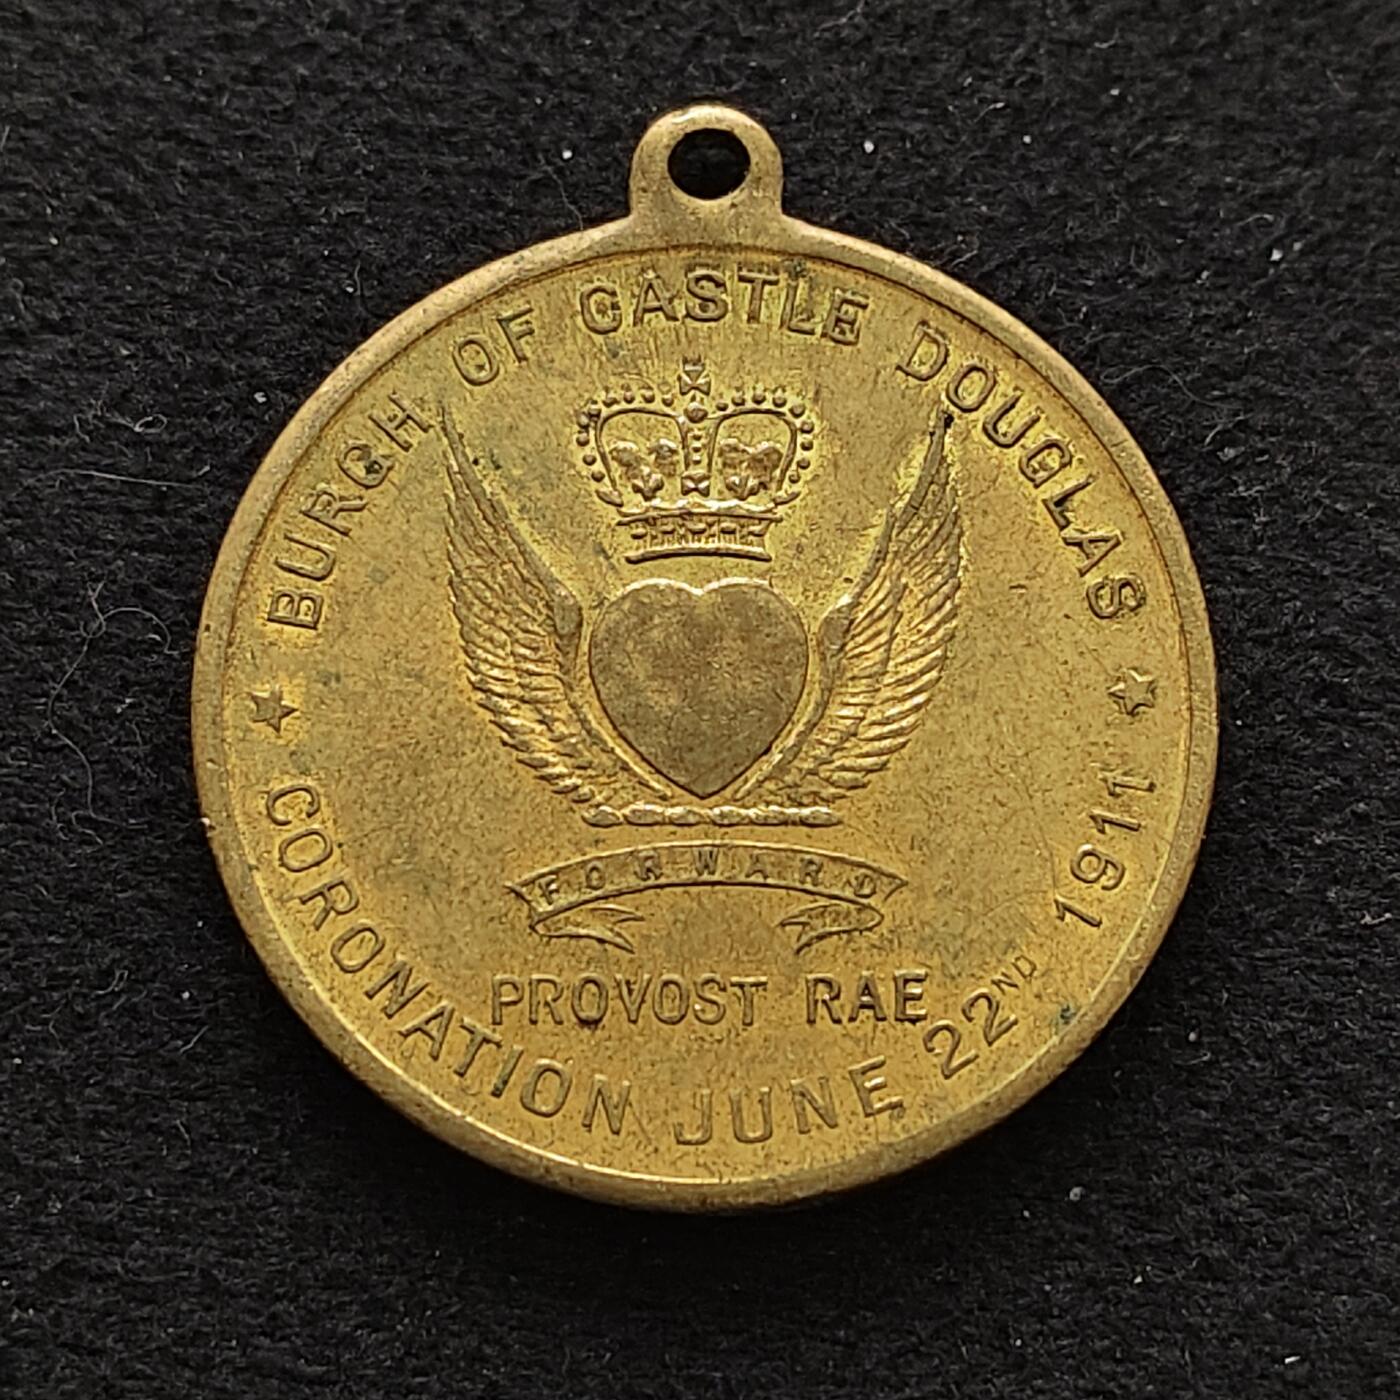 BURGH OF CASTLE DOUGLAS
FORWARD
PROVOST RAE
CORONATION JUNE 22ND 1911